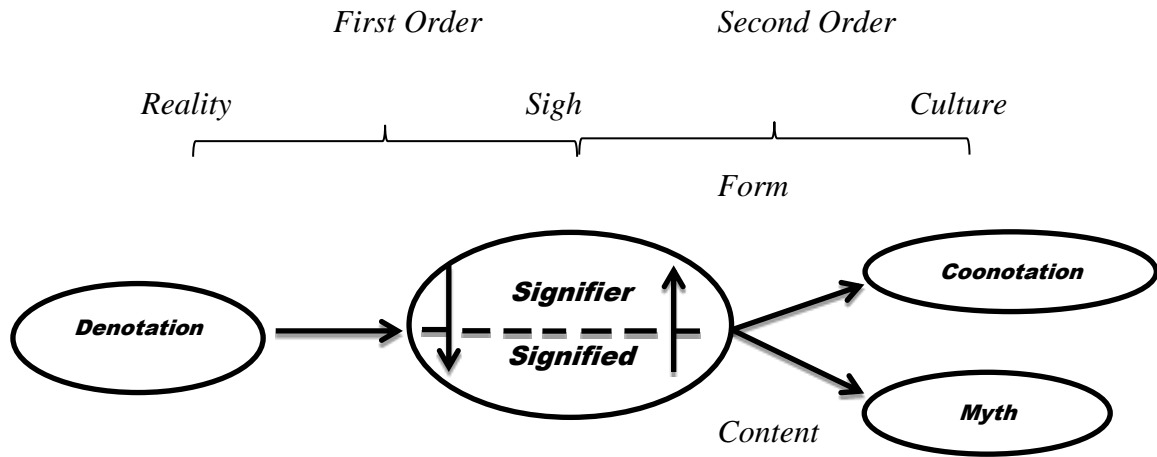 First Order Second Order
Reality Sigh Culture
Form
Coonotation
Signifier
Denotation
Signified
Myth
Content